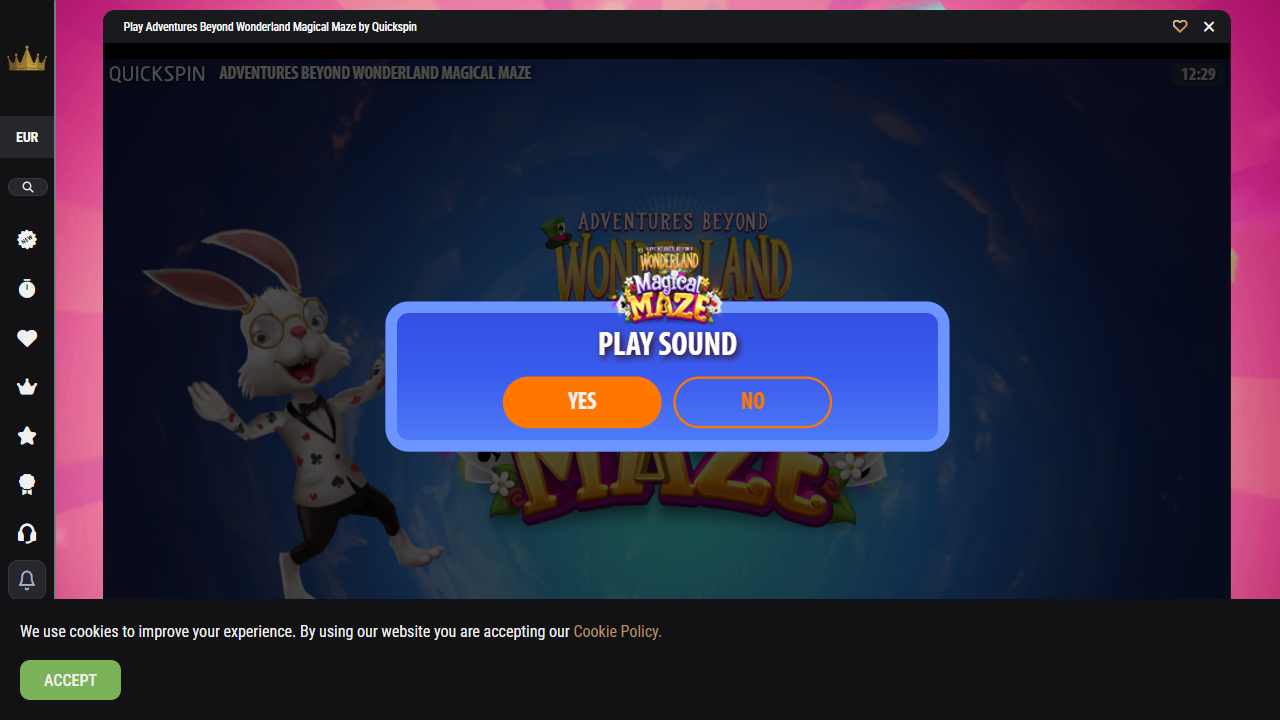 Play Adventures Beyond Wonderland Magical Maze by Quickspin
QUICKSPIN
ADVENTURES BEYOND WONDERLAND MAGICAL MAZE
12:29
EUR
NEW
ADVENTURES BEYOND
WONDERLAND
ADVENTURES BEYOND
WONDERLAND
Magical
MAZE
PLAY SOUND
YES
NO
MAZE
We use cookies to improve your experience. By using our website you are accepting our Cookie Policy.
ACCEPT